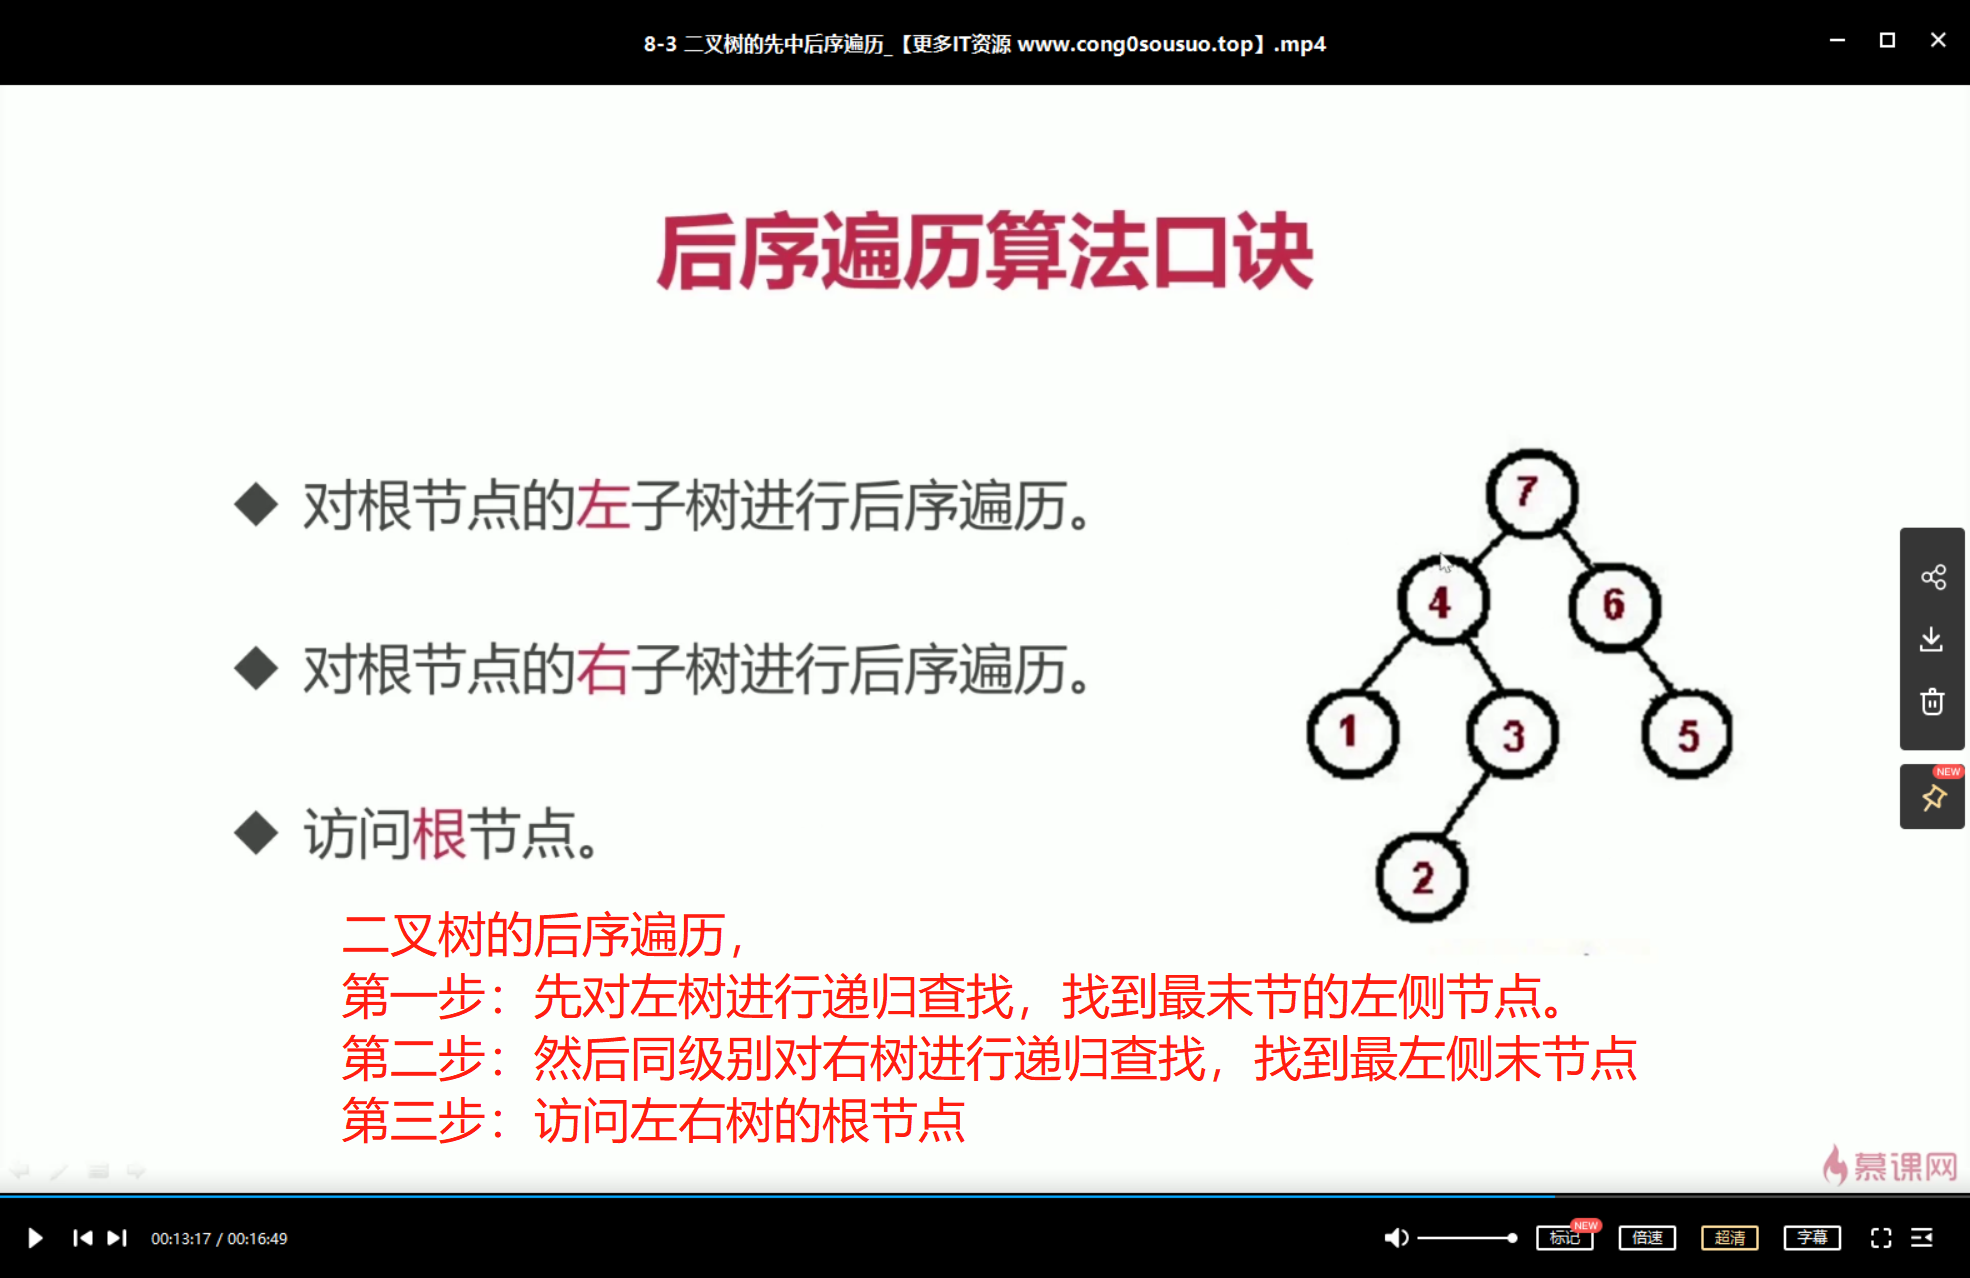 8-3 二叉树的先中后序遍历_【更多IT资源 www.cong0sousuo.top】.mp4
后序遍历算法口诀
对根节点的左子树进行后序遍历。
对根节点的右子树进行后序遍历。
访问根节点。
7
4
6
1
3
5
2
NEW
二叉树的后序遍历，
第一步：先对左树进行递归查找，找到最末节的左侧节点。
第二步：然后同级别对右树进行递归查找，找到最左侧末节点
第三步：访问左右树的根节点
慕课网
00:13:17 / 00:16:49
标记
NEW
倍速
超清
字幕